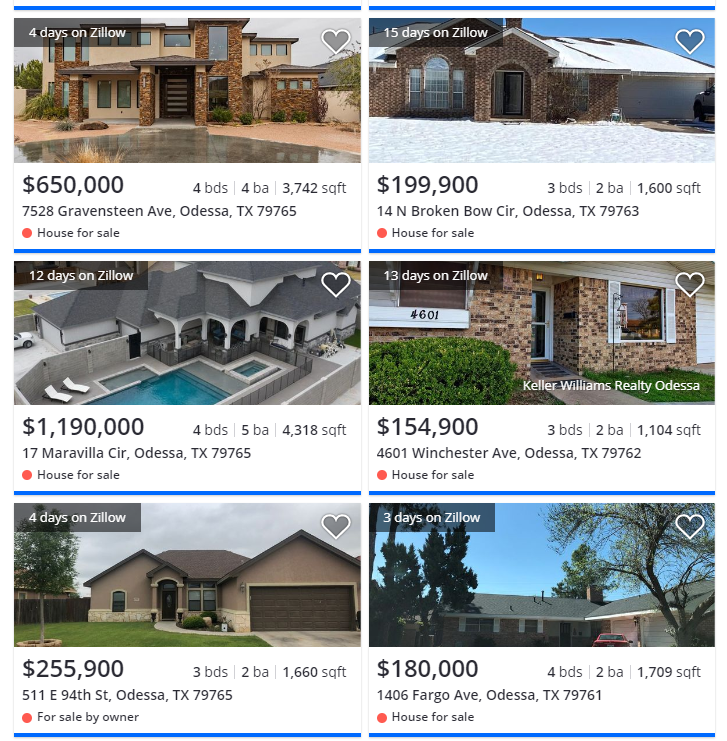 4 days on Zillow
$650,000
4 bds | 4 ba | 3,742 sqft
7528 Gravensteen Ave, Odessa, TX 79765
House for sale
15 days on Zillow
$199,900
3 bds | 2 ba | 1,600 sqft
14 N Broken Bow Cir, Odessa, TX 79763
House for sale
12 days on Zillow
$1,190,000
4 bds | 5 ba | 4,318 sqft
17 Maravilla Cir, Odessa, TX 79765
House for sale
13 days on Zillow
4601
Keller Williams Realty Odessa
$154,900
3 bds | 2 ba | 1,104 sqft
4601 Winchester Ave, Odessa, TX 79762
House for sale
4 days on Zillow
$255,900
3 bds | 2 ba | 1,660 sqft
511 E 94th St, Odessa, TX 79765
For sale by owner
3 days on Zillow
$180,000
4 bds | 2 ba | 1,709 sqft
1406 Fargo Ave, Odessa, TX 79761
House for sale